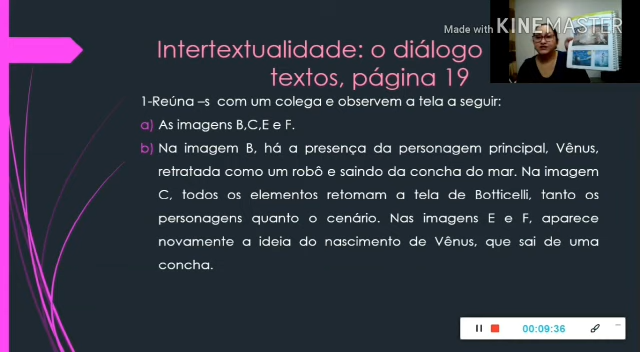 Made with KINEMASTER
Intertextualidade: o diálogo
textos, página 19
1-Reúna –s com um colega e observem a tela a seguir:
a) As imagens B,C,E e F.
b) Na imagem B, há a presença da personagem principal, Vênus,
retratada como um robô e saindo da concha do mar. Na imagem
C, todos os elementos retomam a tela de Botticelli, tanto os
personagens quanto o cenário. Nas imagens E e F, aparece
novamente a ideia do nascimento de Vênus, que sai de uma
concha.
00:09:36